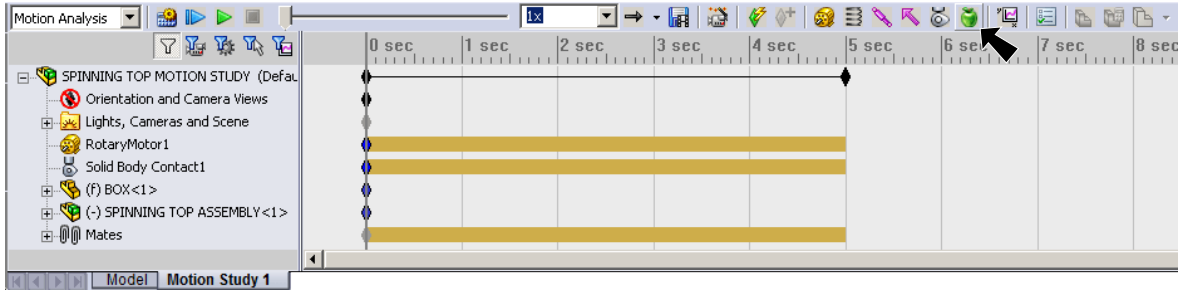 Motion Analysis 1x
0 sec 1 sec 2 sec 3 sec 4 sec 5 sec 6 sec 7 sec 8 sec
SPINNING TOP MOTION STUDY (Defau
Orientation and Camera Views
Lights, Cameras and Scene
RotaryMotor1
Solid Body Contact1
(f) BOX<1>
(-) SPINNING TOP ASSEMBLY<1>
Mates
Model Motion Study 1